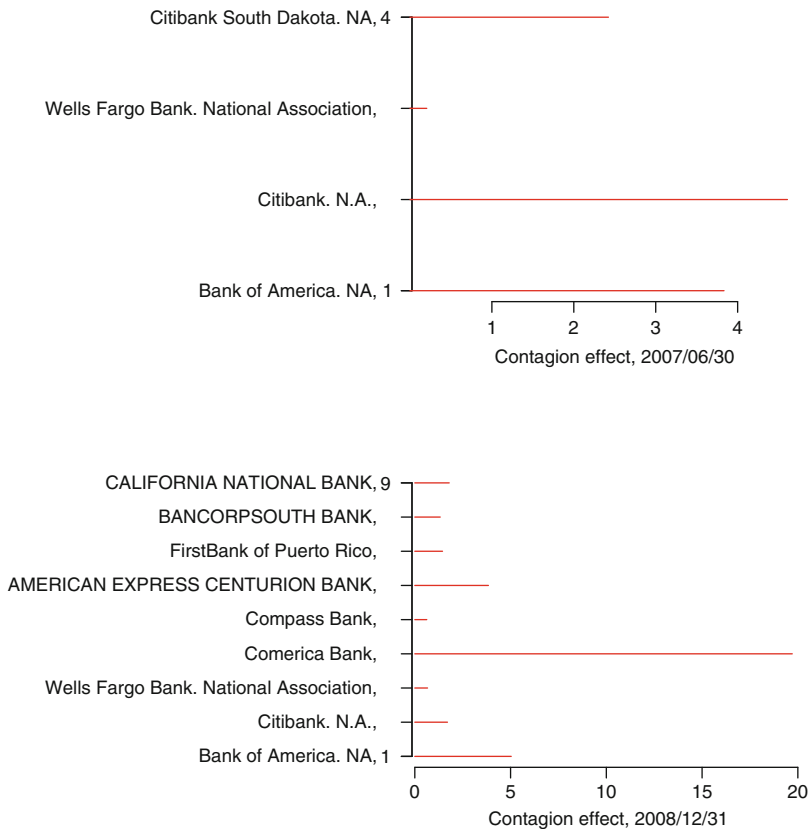 Citibank South Dakota. NA, 4
Wells Fargo Bank. National Association,
Citibank. N.A.,
Bank of America. NA, 1
1 2 3 4
Contagion effect, 2007/06/30
CALIFORNIA NATIONAL BANK, 9
BANCORPSOUTH BANK,
FirstBank of Puerto Rico,
AMERICAN EXPRESS CENTURION BANK,
Compass Bank,
Comerica Bank,
Wells Fargo Bank. National Association,
Citibank. N.A.,
Bank of America. NA, 1
0 5 10 15 20
Contagion effect, 2008/12/31